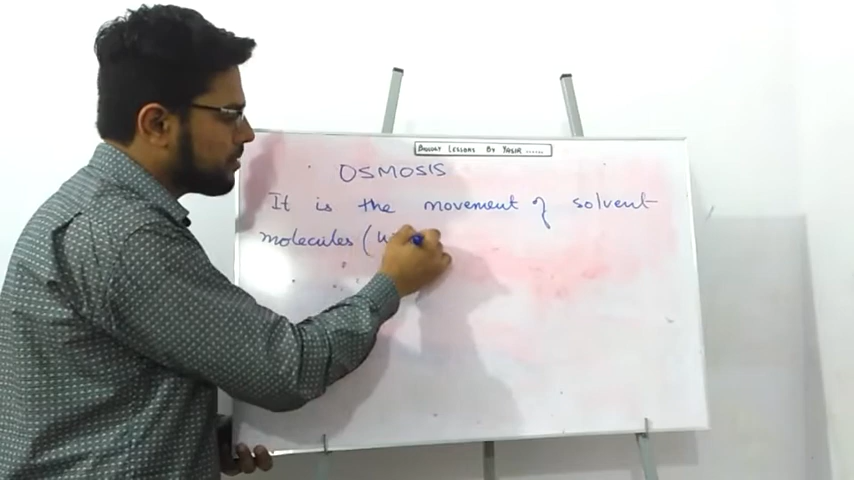 BIOLOGY LESSONS BY YASIR ......
OSMOSIS
It is the movement of solvent
molecules (